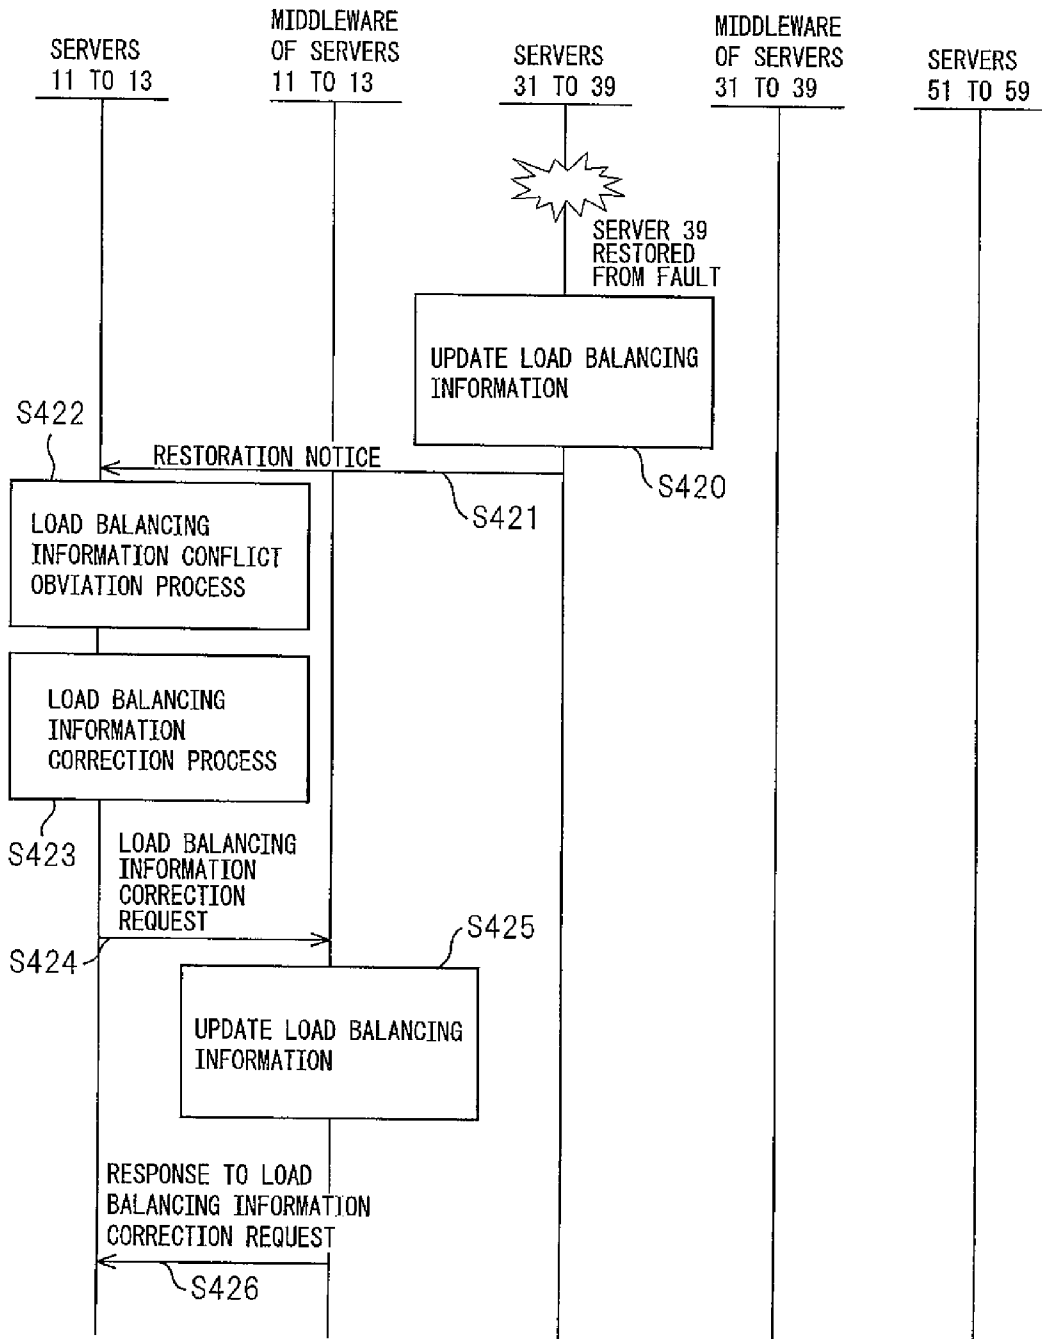 SERVERS
11 TO 13
MIDDLEWARE
OF SERVERS
11 TO 13
SERVERS
31 TO 39
MIDDLEWARE
OF SERVERS
31 TO 39
SERVERS
51 TO 59
SERVER 39
RESTORED
FROM FAULT
UPDATE LOAD BALANCING
INFORMATION
S420
S422
RESTORATION NOTICE
S421
LOAD BALANCING
INFORMATION CONFLICT
OBVIATION PROCESS
LOAD BALANCING
INFORMATION
CORRECTION PROCESS
S423
LOAD BALANCING
INFORMATION
CORRECTION
REQUEST
S424
S425
UPDATE LOAD BALANCING
INFORMATION
RESPONSE TO LOAD
BALANCING INFORMATION
CORRECTION REQUEST
S426